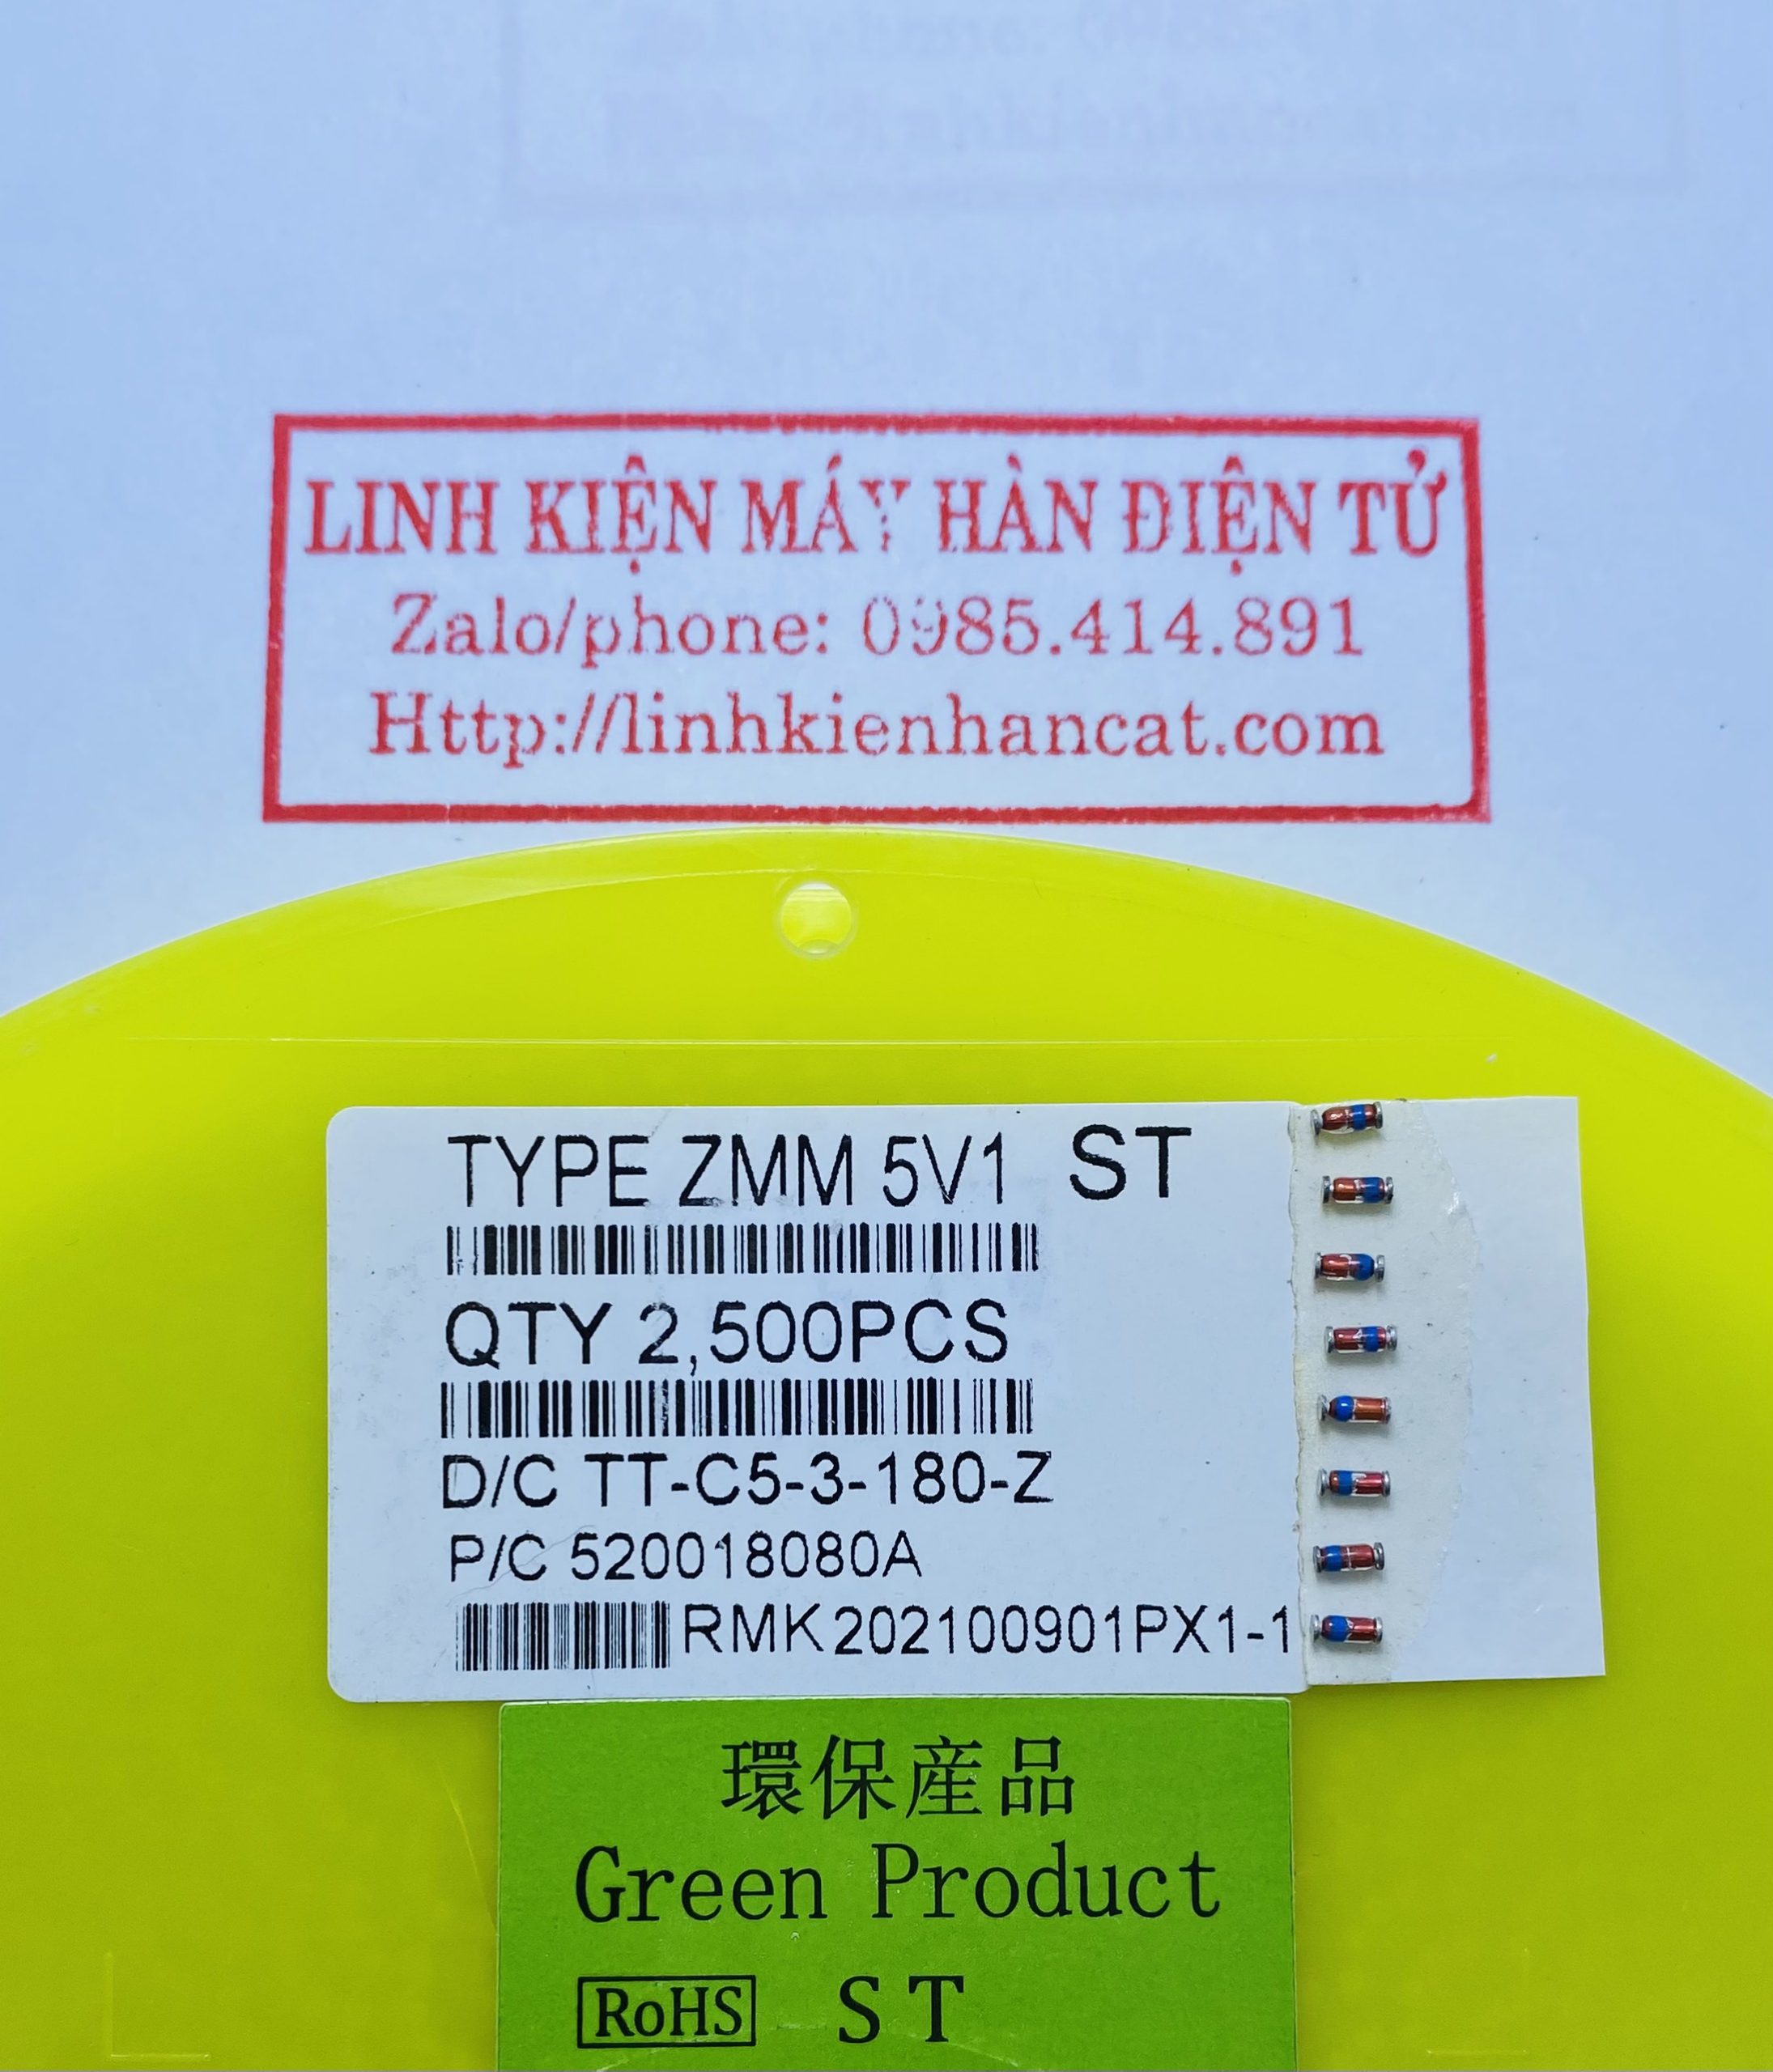 LINH KIỆN MÁY HÀN ĐIỆN TỬ
Zalo/phone: 0985.414.891
Http://linhkienhancat.com
TYPE ZMM 5V1 ST
QTY 2,500PCS
D/C TT-C5-3-180-Z
P/C 520018080A
RMK202100901PX1-1
環保産品
Green Product
RoHS ST